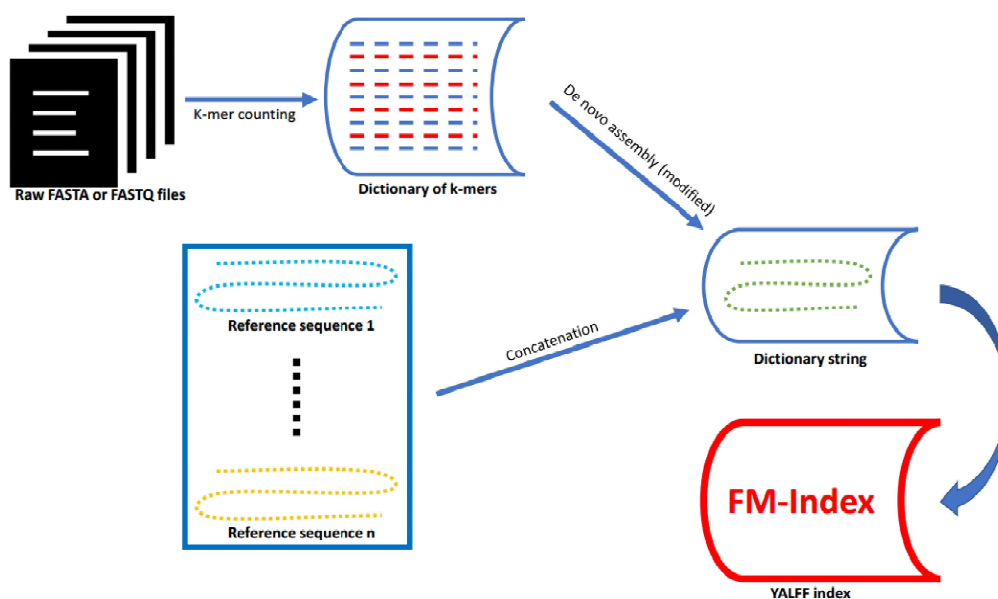 K-mer counting
Raw FASTA or FASTQ files
Dictionary of k-mers
De novo assembly (modified)
Reference sequence 1
Concatenation
Dictionary string
FM-Index
Reference sequence n
YALFF index